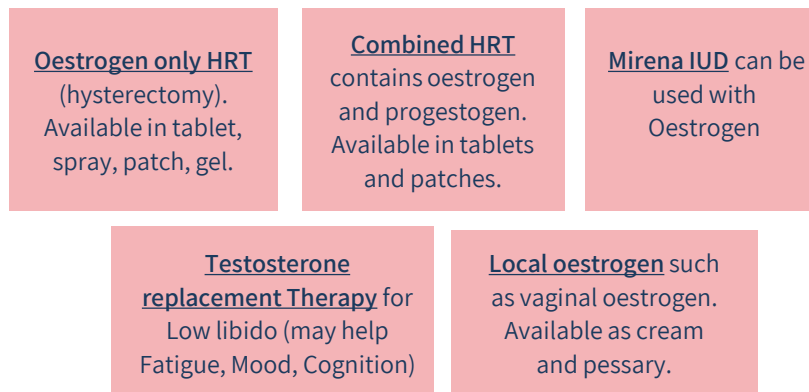 Oestrogen only HRT
(hysterectomy).
Available in tablet,
spray, patch, gel.
Combined HRT
contains oestrogen
and progestogen.
Available in tablets
and patches.
Mirena IUD can be
used with
Oestrogen
Testosterone
replacement Therapy for
Low libido (may help
Fatigue, Mood, Cognition)
Local oestrogen such
as vaginal oestrogen.
Available as cream
and pessary.